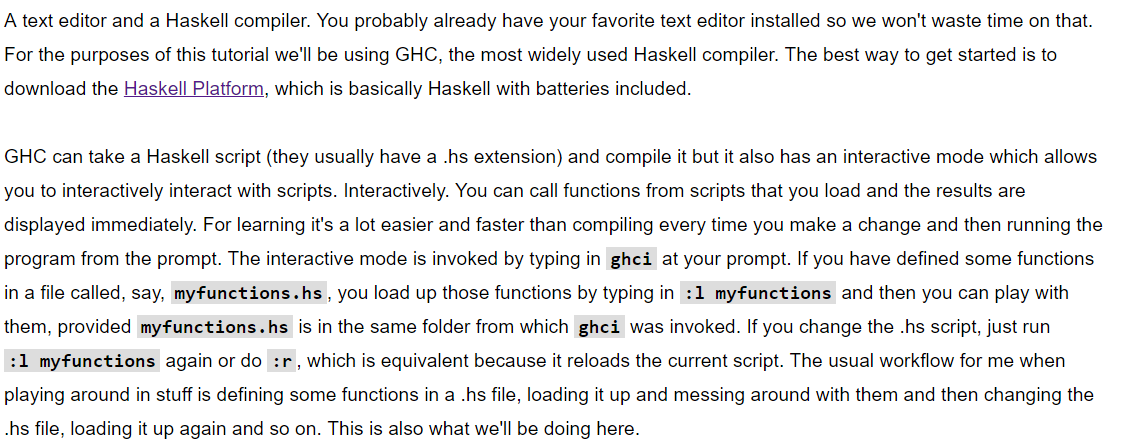 A text editor and a Haskell compiler. You probably already have your favorite text editor installed so we won't waste time on that.
For the purposes of this tutorial we'll be using GHC, the most widely used Haskell compiler. The best way to get started is to
download the Haskell Platform, which is basically Haskell with batteries included.
GHC can take a Haskell script (they usually have a .hs extension) and compile it but it also has an interactive mode which allows
you to interactively interact with scripts. Interactively. You can call functions from scripts that you load and the results are
displayed immediately. For learning it's a lot easier and faster than compiling every time you make a change and then running the
program from the prompt. The interactive mode is invoked by typing in ghci at your prompt. If you have defined some functions
in a file called, say, myfunctions.hs, you load up those functions by typing in :l myfunctions and then you can play with
them, provided myfunctions.hs is in the same folder from which ghci was invoked. If you change the .hs script, just run
:l myfunctions again or do :r, which is equivalent because it reloads the current script. The usual workflow for me when
playing around in stuff is defining some functions in a .hs file, loading it up and messing around with them and then changing the
.hs file, loading it up again and so on. This is also what we'll be doing here.